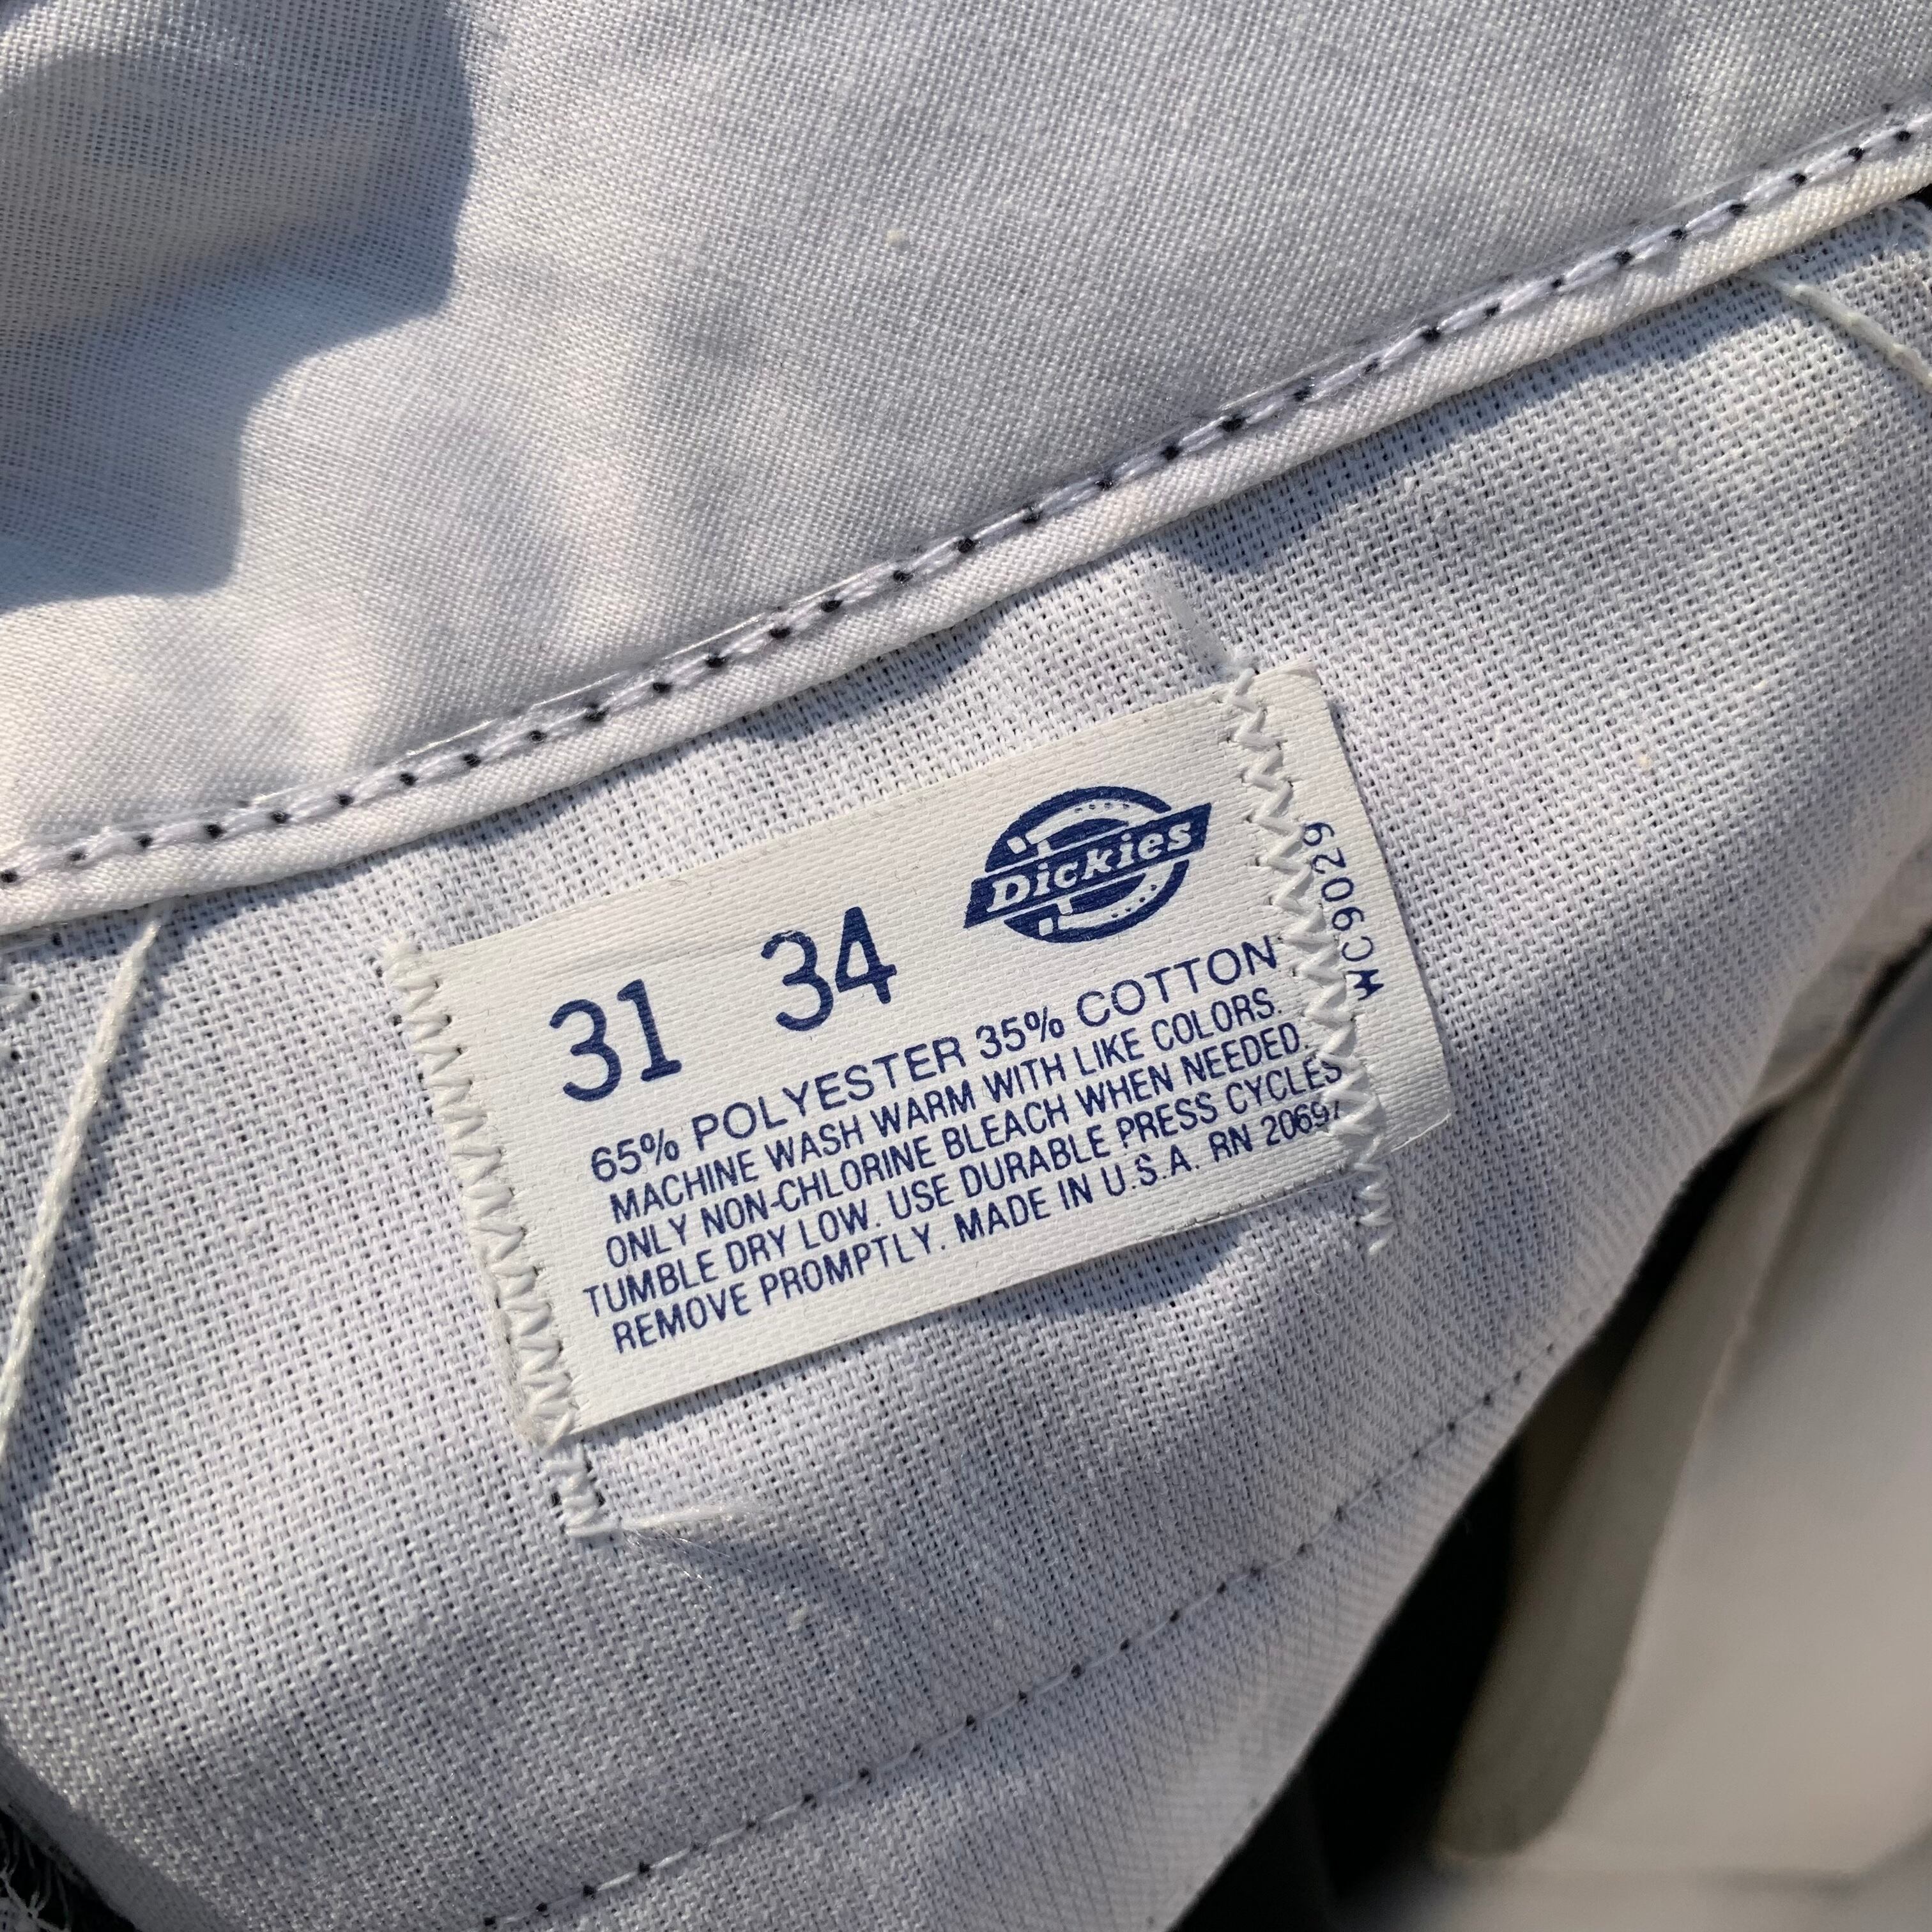 31 34 Dickies
65% POLYESTER 35% COTTON
MACHINE WASH WARM WITH LIKE COLORS.
ONLY NON-CHLORINE BLEACH WHEN NEEDED.
TUMBLE DRY LOW. USE DURABLE PRESS CYCLES
REMOVE PROMPTLY. MADE IN U.S.A. RN 20697
WC9029